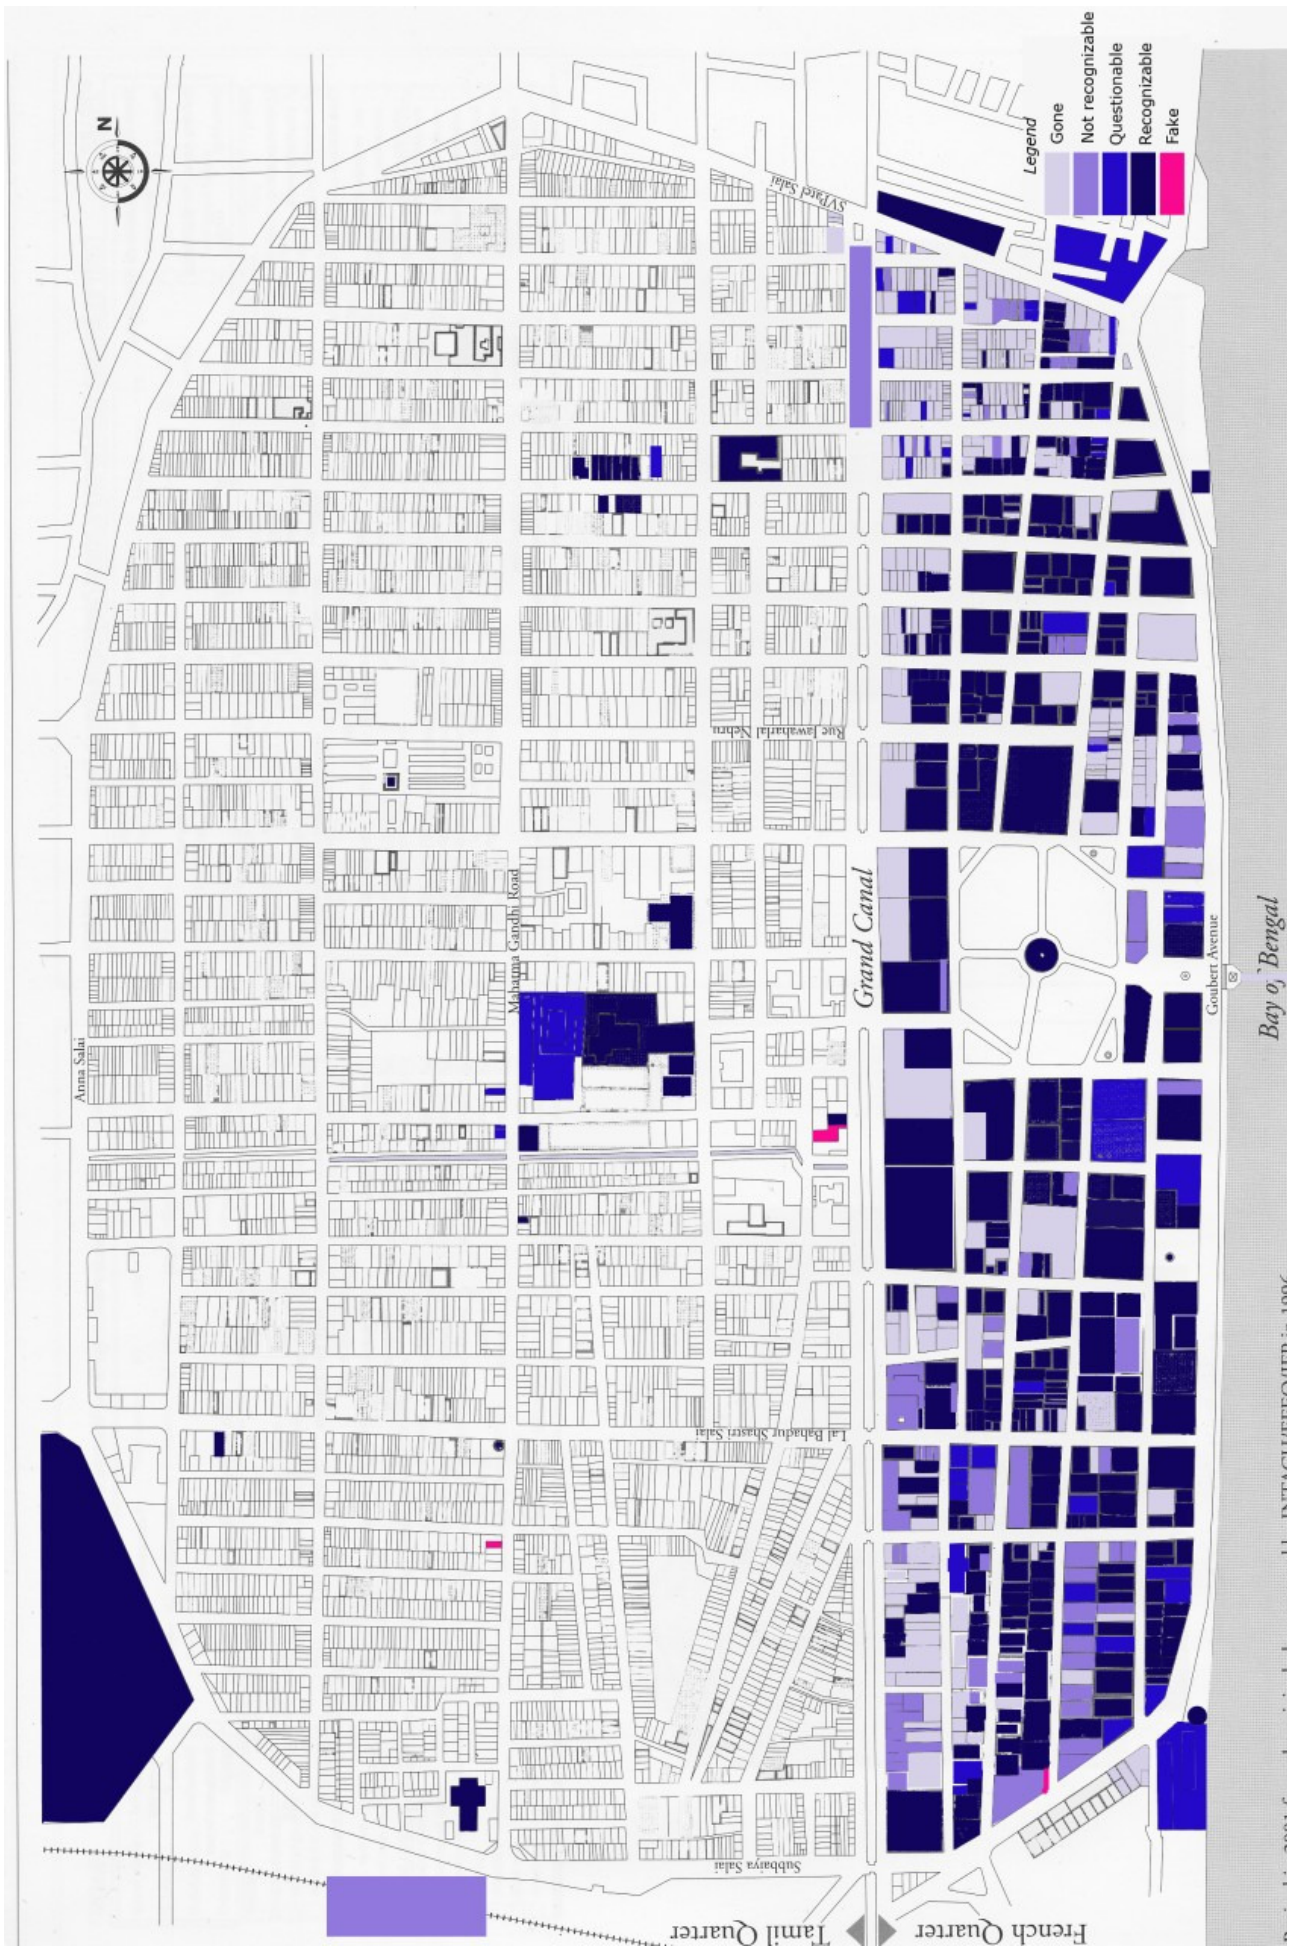 N
Legend
Gone
Not recognizable
Questionable
Recognizable
Fake
SVPatel Salai
Rue Jawaharlal Nehru
Mahatma Gandhi Road
Grand Canal
Goubert Avenue
Bay of Bengal
Anna Salai
Lal Bahadur Shastri Salai
Subbaiya Salai
Tamil Quarter
French Quarter